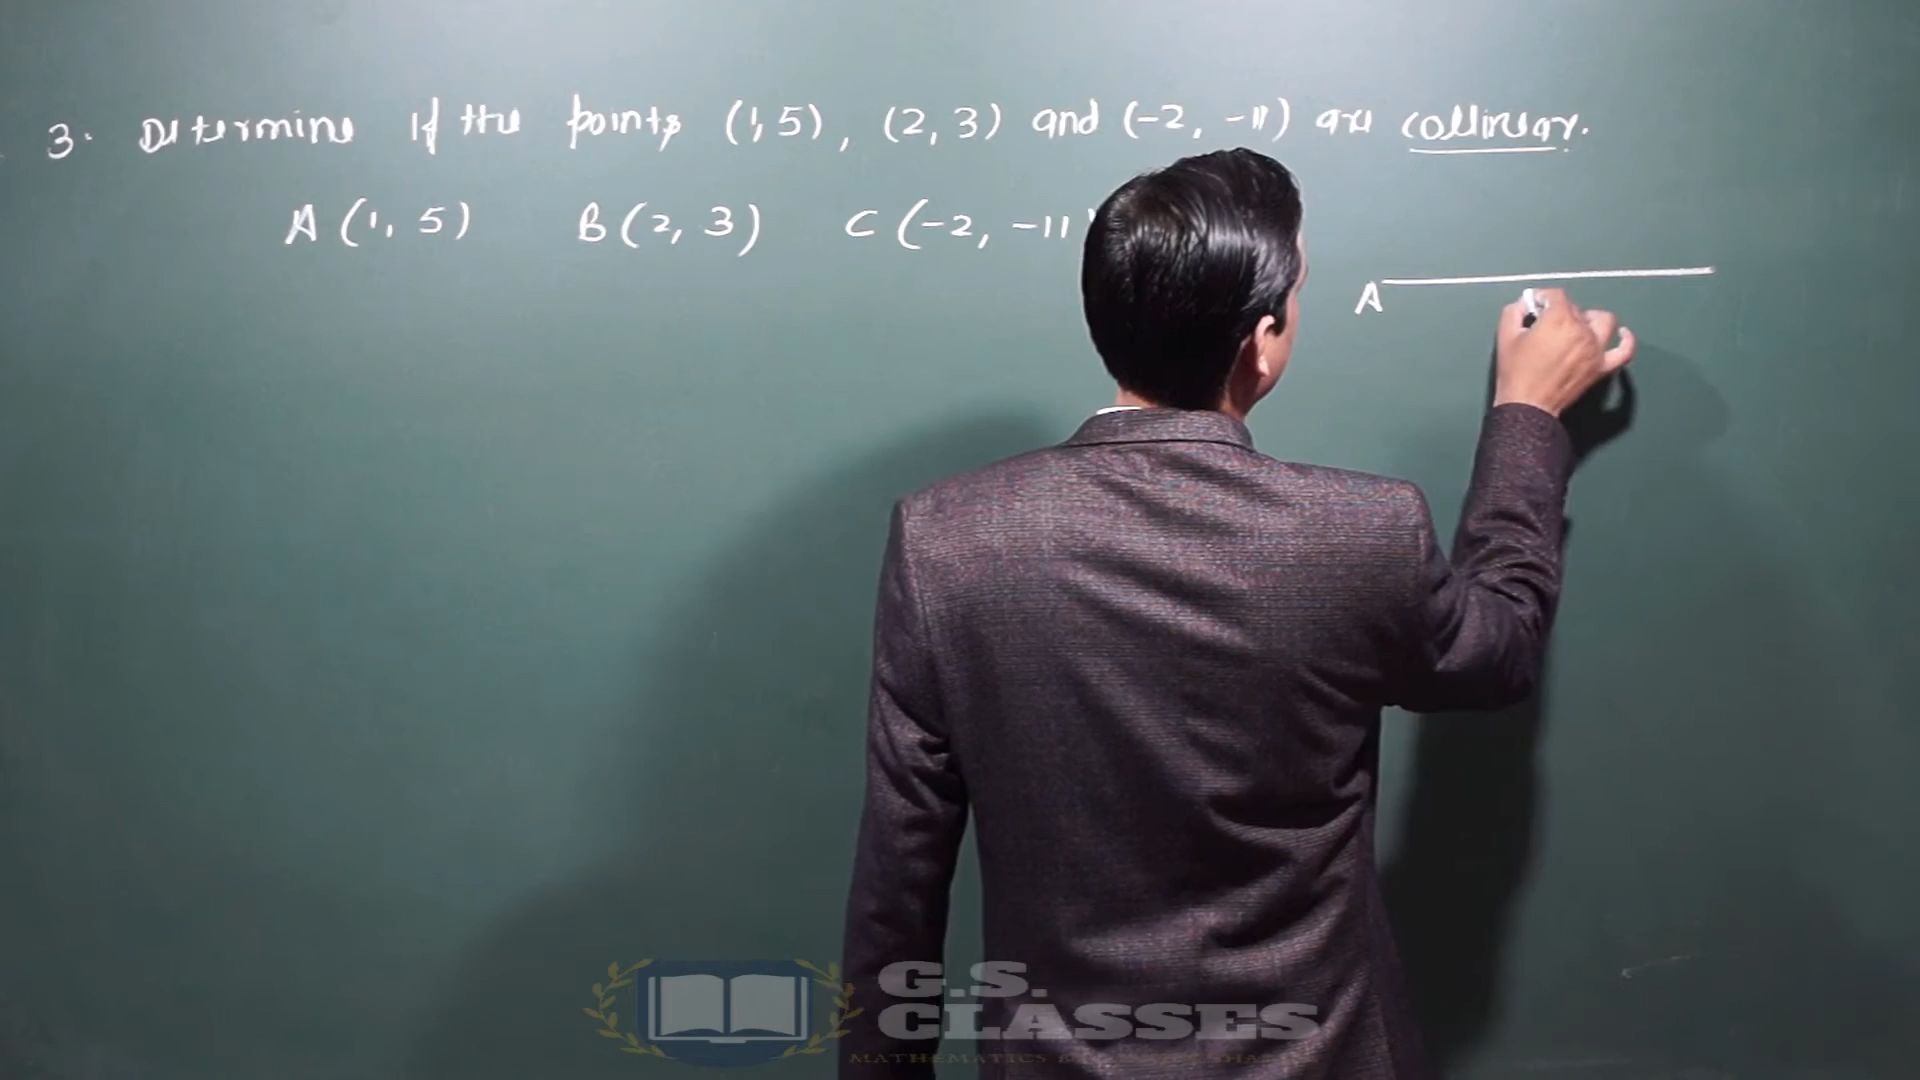 3. Determine if the points (1,5), (2,3) and (-2, -11) are collinear.
A (1, 5) B (2, 3) C (-2, -11
A
G.S.
CLASSES
MATHEMATICS